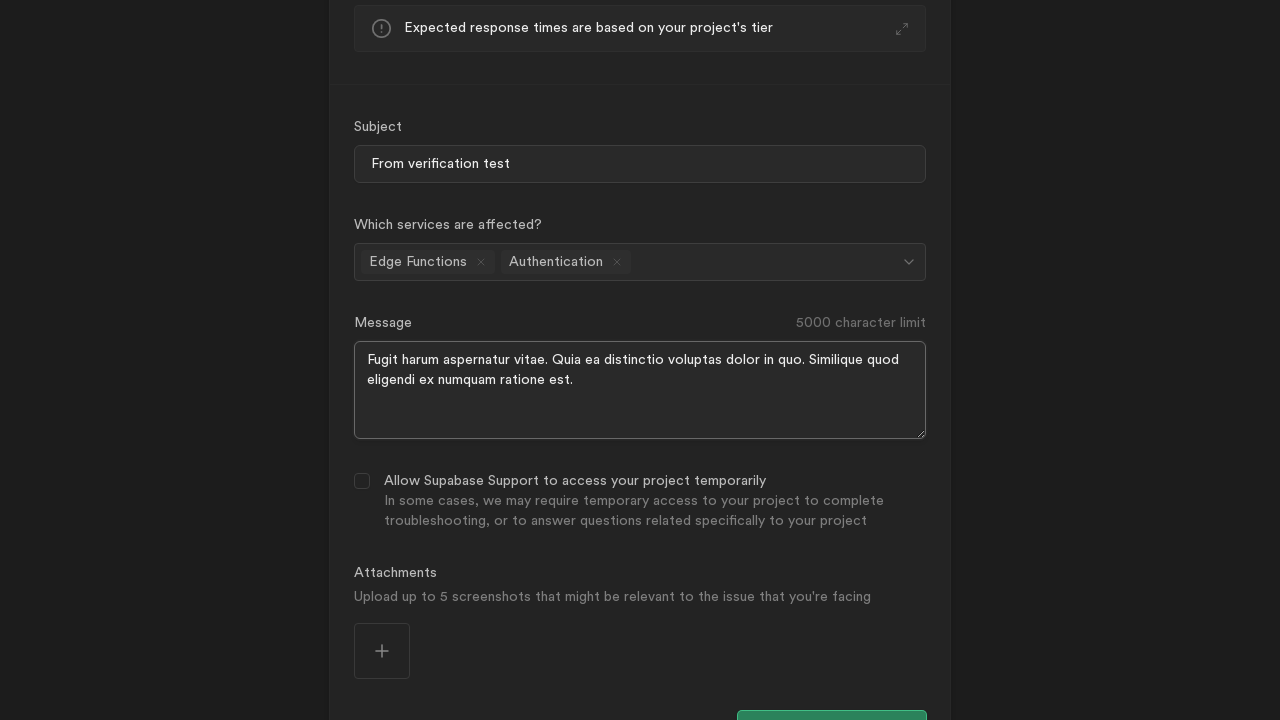 Expected response times are based on your project's tier
Subject
From verification test
Which services are affected?
Edge Functions Authentication
Message 5000 character limit
Fugit harum aspernatur vitae. Quia ea distinctio voluptas dolor in quo. Similique quod
eligendi ex numquam ratione est.
Allow Supabase Support to access your project temporarily
In some cases, we may require temporary access to your project to complete
troubleshooting, or to answer questions related specifically to your project
Attachments
Upload up to 5 screenshots that might be relevant to the issue that you're facing